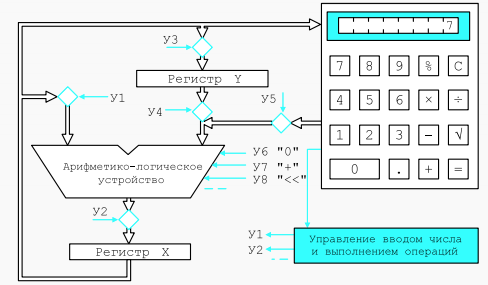 7
У3
Регистр Y
У1
У4
У5
7 8 9 % C
4 5 6 × ÷
1 2 3 − √
0 . + =
Арифметико-логическое
устройство
У6 "0"
У7 "+"
У8 "<<"
У2
Регистр X
У1
У2
Управление вводом числа
и выполнением операций